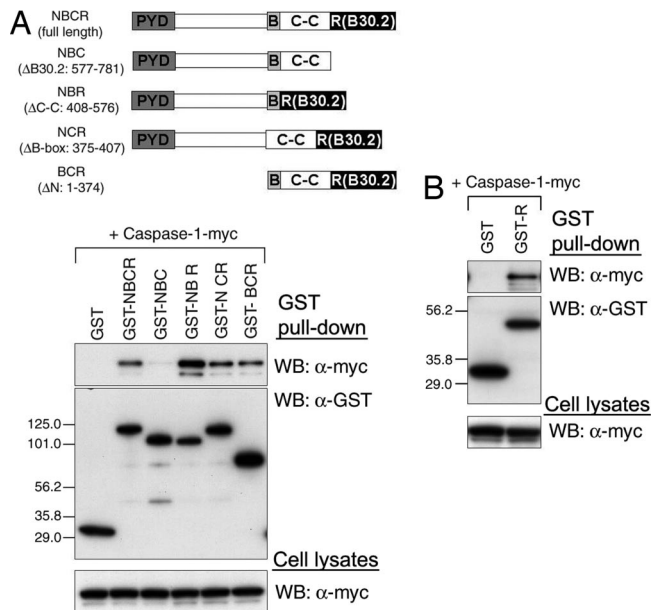 A
NBCR
(full length)
PYD B C-C R(B30.2)
NBC
(ΔB30.2: 577-781)
PYD B C-C
NBR
(ΔC-C: 408-576)
PYD B R(B30.2)
NCR
(ΔB-box: 375-407)
PYD C-C R(B30.2)
BCR
(ΔN: 1-374)
B C-C R(B30.2)
+ Caspase-1-myc
GST
GST-NBCR
GST-NBC
GST-NB R
GST-N CR
GST- BCR
GST
pull-down
WB: α-myc
WB: α-GST
125.0
101.0
56.2
35.8
29.0
Cell lysates
WB: α-myc
B
+ Caspase-1-myc
GST
GST-R
GST
pull-down
WB: α-myc
WB: α-GST
56.2
35.8
29.0
Cell lysates
WB: α-myc